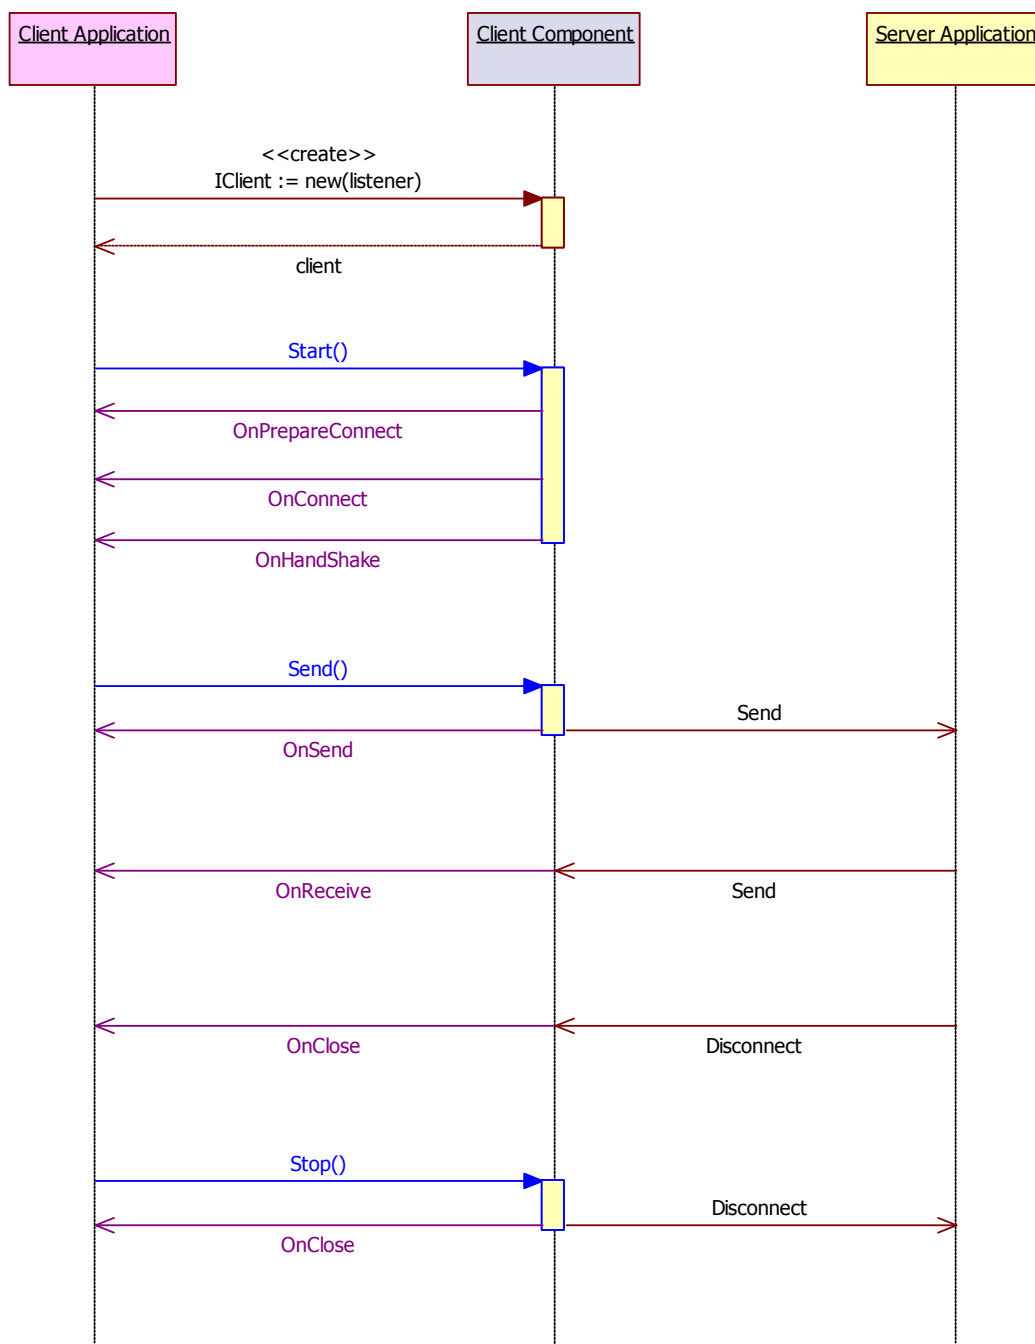 Client Application
Client Component
Server Application
<<create>>
IClient := new(listener)
client
Start()
OnPrepareConnect
OnConnect
OnHandShake
Send()
Send
OnSend
OnReceive
Send
OnClose
Disconnect
Stop()
Disconnect
OnClose